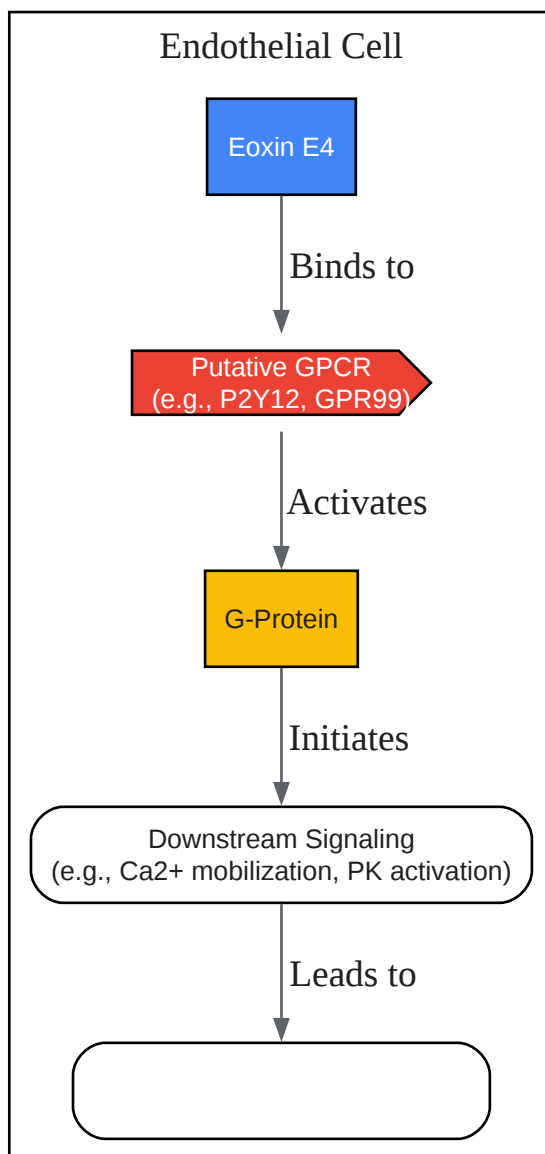 Endothelial Cell
Eoxin E4
Binds to
Putative GPCR
(e.g., P2Y12, GPR99)
Activates
G-Protein
Initiates
Downstream Signaling
(e.g., Ca2+ mobilization, PK activation)
Leads to